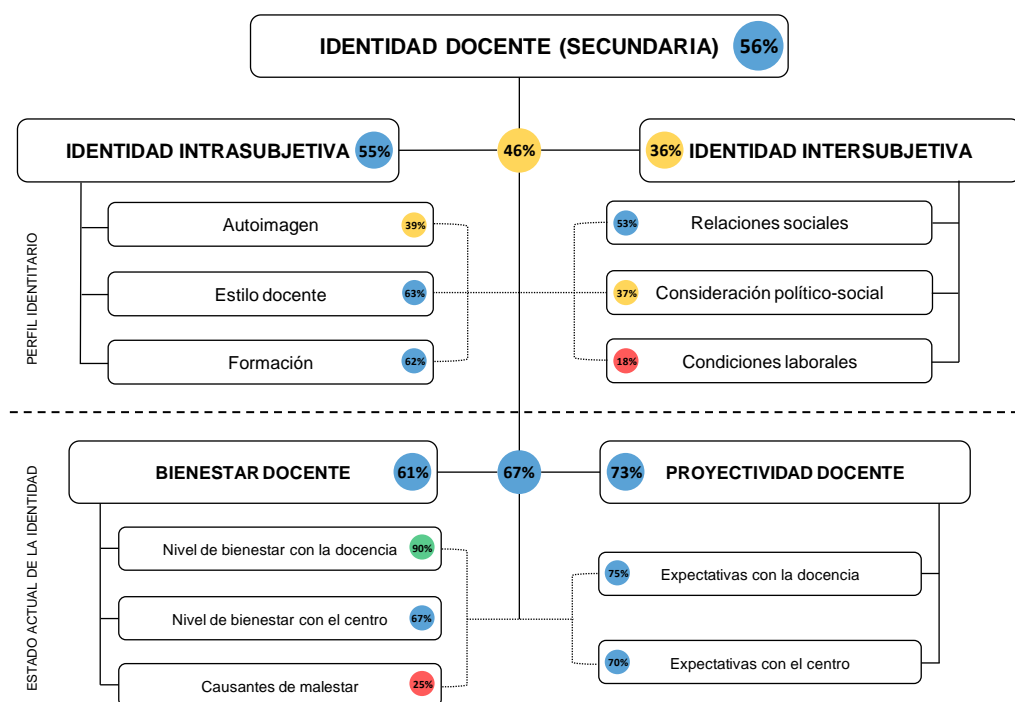 IDENTIDAD DOCENTE (SECUNDARIA) 56%
IDENTIDAD INTRASUBJETIVA 55%
46%
36% IDENTIDAD INTERSUBJETIVA
PERFIL IDENTITARIO
Autoimagen 39%
Estilo docente 63%
Formación 62%
53% Relaciones sociales
37% Consideración político-social
18% Condiciones laborales
BIENESTAR DOCENTE 61%
67%
73% PROYECTIVIDAD DOCENTE
ESTADO ACTUAL DE LA IDENTIDAD
Nivel de bienestar con la docencia 90%
Nivel de bienestar con el centro 67%
Causantes de malestar 25%
75% Expectativas con la docencia
70% Expectativas con el centro